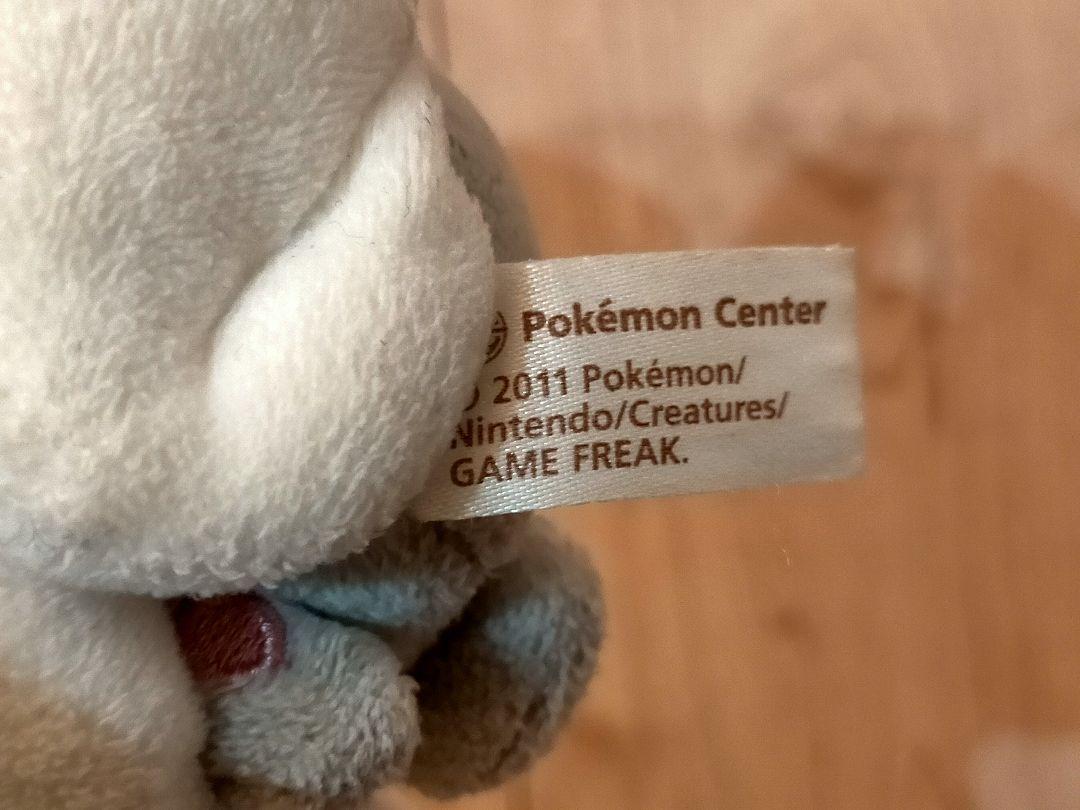 Pokémon Center
© 2011 Pokémon/
Nintendo/Creatures/
GAME FREAK.